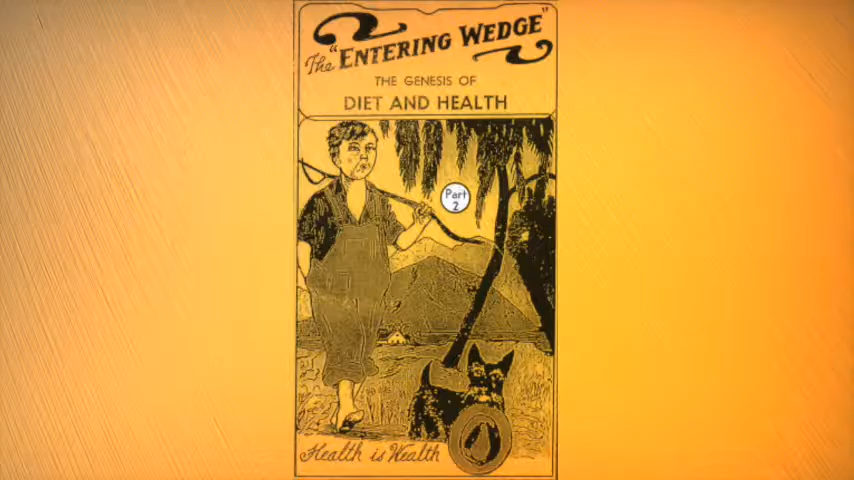 The "ENTERING WEDGE"
THE GENESIS OF
DIET AND HEALTH
Part
2
Health is Wealth